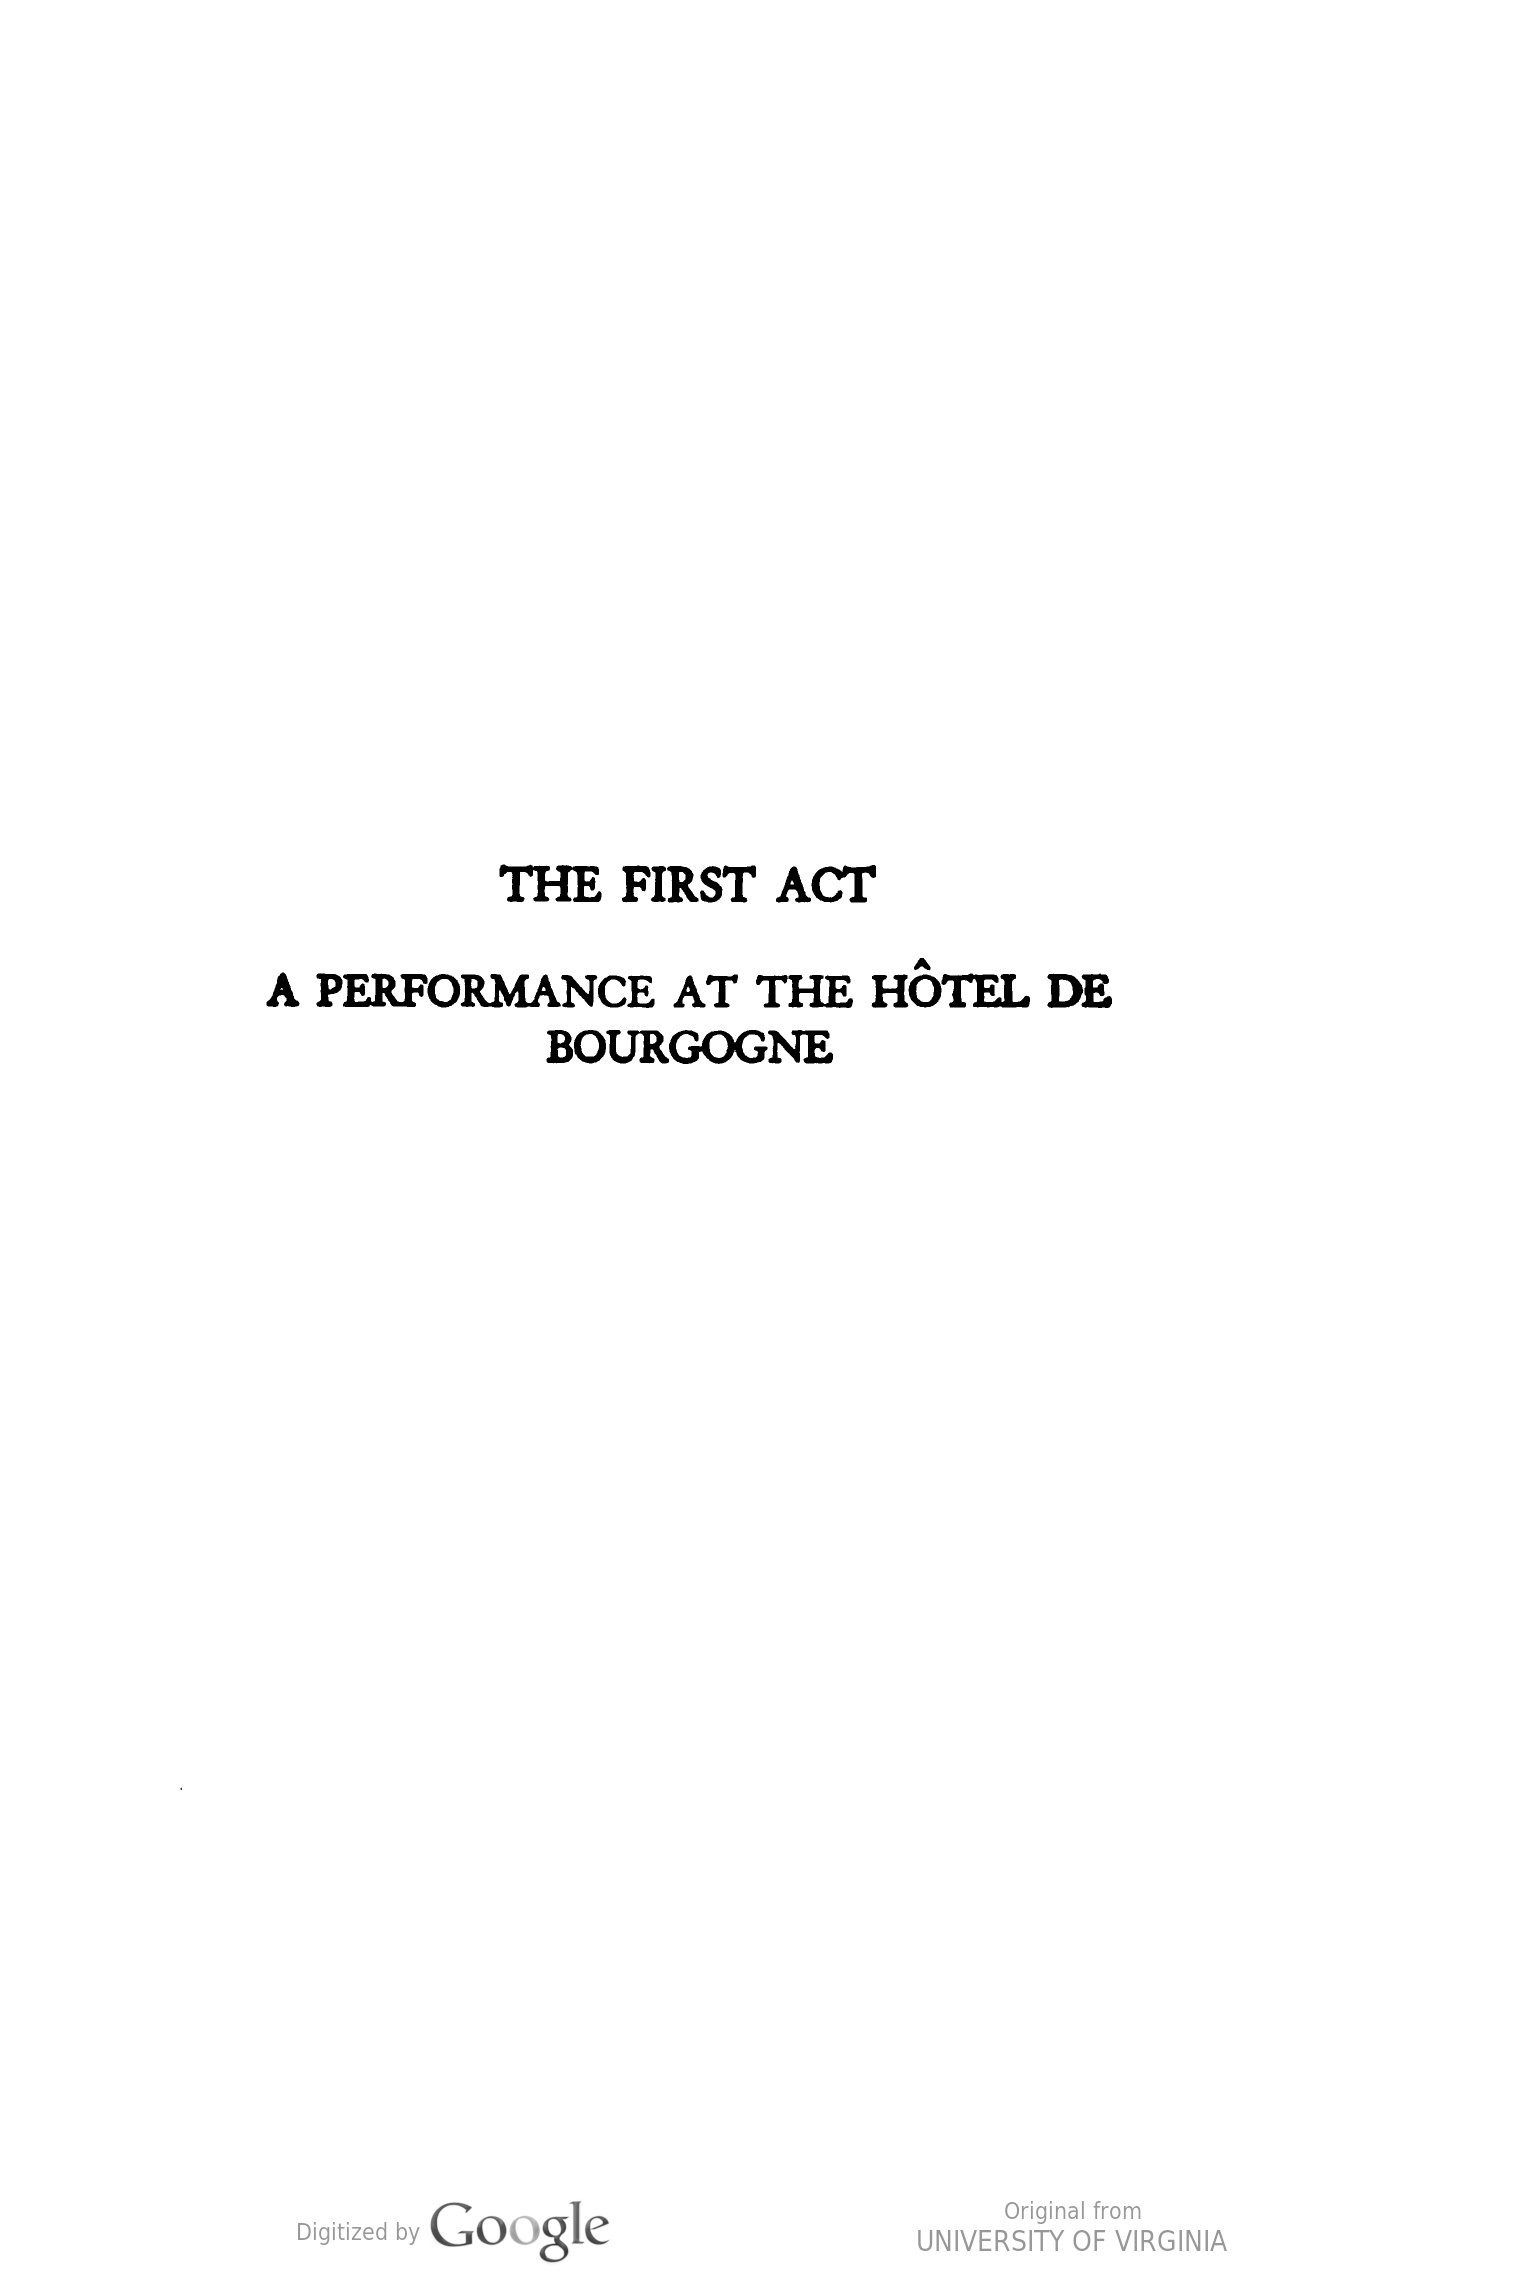 THE FIRST ACT
A PERFORMANCE AT THE HÔTEL DE
BOURGOGNE
Digitized by Google
Original from
UNIVERSITY OF VIRGINIA